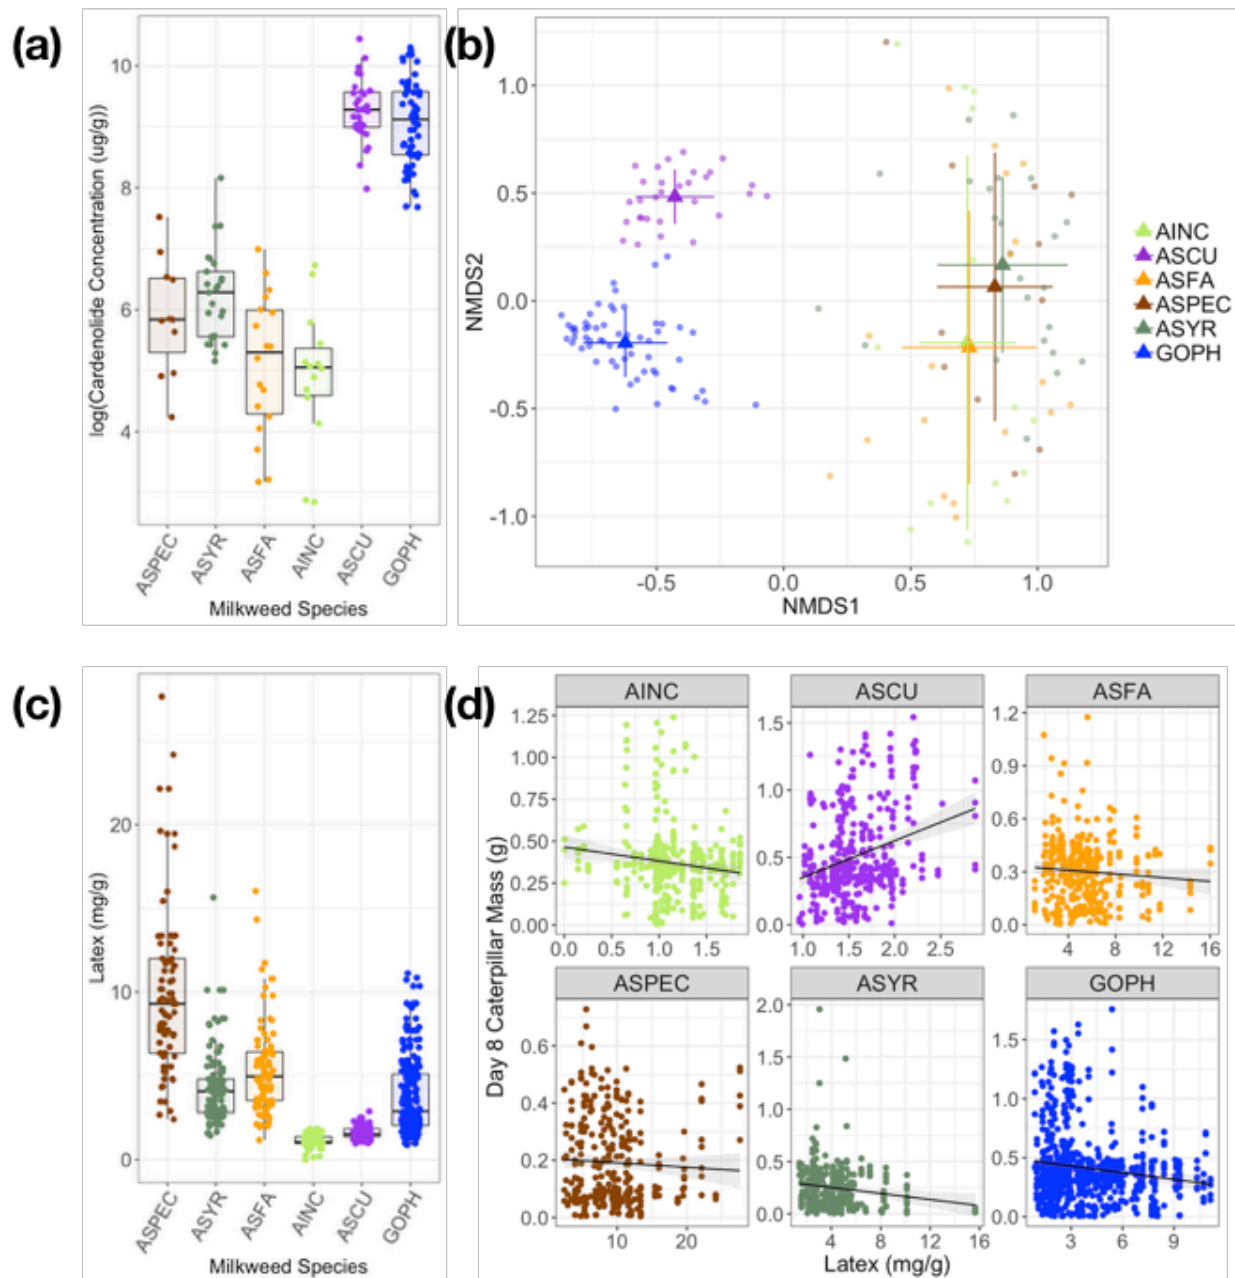 (a)
log(Cardenolide Concentration (ug/g))
10
8
6
4
ASPEC
ASYR
ASFA
AINC
ASCU
GOPH
Milkweed Species
(b)
NMDS2
1.0
0.5
0.0
-0.5
-1.0
-0.5
0.0
0.5
1.0
NMDS1
AINC
ASCU
ASFA
ASPEC
ASYR
GOPH
(c)
Latex (mg/g)
20
10
0
ASPEC
ASYR
ASFA
AINC
ASCU
GOPH
Milkweed Species
(d)
Day 8 Caterpillar Mass (g)
AINC
1.25
1.00
0.75
0.50
0.25
0.00
0.0
0.5
1.0
1.5
ASCU
1.5
1.0
0.5
0.0
1.0
1.5
2.0
2.5
ASFA
1.2
0.9
0.6
0.3
0.0
4
8
12
16
ASPEC
0.6
0.4
0.2
0.0
10
20
ASYR
2.0
1.5
1.0
0.5
0.0
4
8
12
16
GOPH
1.5
1.0
0.5
0.0
3
6
9
Latex (mg/g)